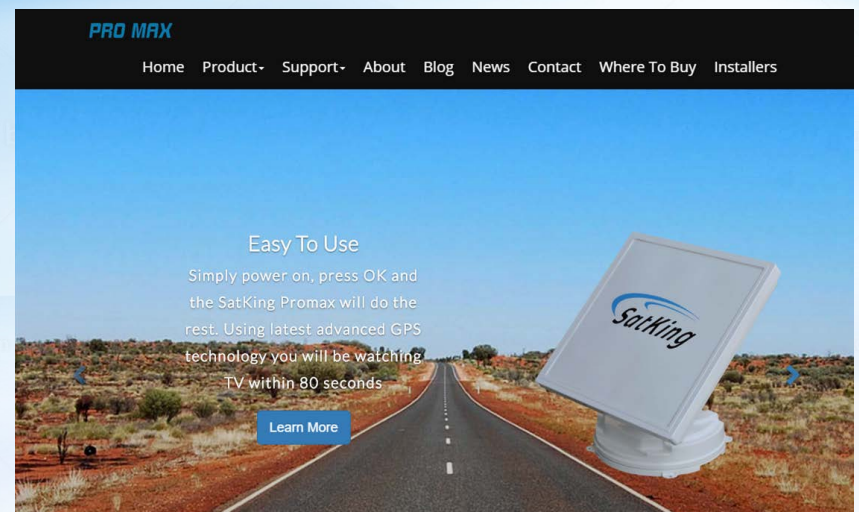 PRO MAX
Home Product Support About Blog News Contact Where To Buy Installers
Easy To Use
Simply power on, press OK and
the SatKing Promax will do the
rest. Using latest advanced GPS
technology you will be watching
TV within 80 seconds
Learn More
SatKing